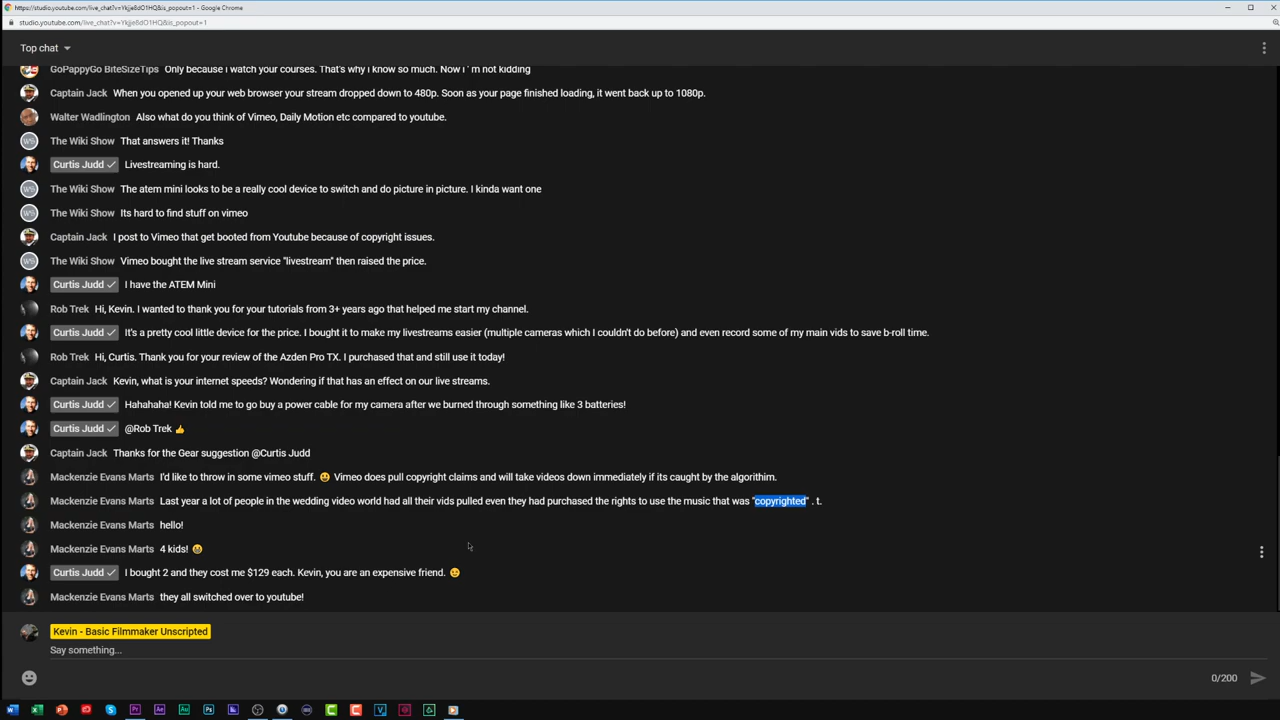 https://studio.youtube.com/live_chat?v=Ykjje8dO1HQ&is_popout=1 - Google Chrome
studio.youtube.com/live_chat?v=Ykjje8dO1HQ&is_popout=1
Top chat
GoPappyGo BiteSizeTips Only because i watch your courses. That's why i know so much. Now i ' m not kidding
Captain Jack When you opened up your web browser your stream dropped down to 480p. Soon as your page finished loading, it went back up to 1080p.
Walter Wadlington Also what do you think of Vimeo, Daily Motion etc compared to youtube.
The Wiki Show That answers it! Thanks
Curtis Judd ✓ Livestreaming is hard.
The Wiki Show The atem mini looks to be a really cool device to switch and do picture in picture. I kinda want one
The Wiki Show Its hard to find stuff on vimeo
Captain Jack I post to Vimeo that get booted from Youtube because of copyright issues.
The Wiki Show Vimeo bought the live stream service "livestream" then raised the price.
Curtis Judd ✓ I have the ATEM Mini
Rob Trek Hi, Kevin. I wanted to thank you for your tutorials from 3+ years ago that helped me start my channel.
Curtis Judd ✓ It's a pretty cool little device for the price. I bought it to make my livestreams easier (multiple cameras which I couldn't do before) and even record some of my main vids to save b-roll time.
Rob Trek Hi, Curtis. Thank you for your review of the Azden Pro TX. I purchased that and still use it today!
Captain Jack Kevin, what is your internet speeds? Wondering if that has an effect on our live streams.
Curtis Judd ✓ Hahahaha! Kevin told me to go buy a power cable for my camera after we burned through something like 3 batteries!
Curtis Judd ✓ @Rob Trek 👍
Captain Jack Thanks for the Gear suggestion @Curtis Judd
Mackenzie Evans Marts I'd like to throw in some vimeo stuff. 😃 Vimeo does pull copyright claims and will take videos down immediately if its caught by the algorithim.
Mackenzie Evans Marts Last year a lot of people in the wedding video world had all their vids pulled even they had purchased the rights to use the music that was "copyrighted" . t.
Mackenzie Evans Marts hello!
Mackenzie Evans Marts 4 kids! 😆
Curtis Judd ✓ I bought 2 and they cost me $129 each. Kevin, you are an expensive friend. 😉
Mackenzie Evans Marts they all switched over to youtube!
Kevin - Basic Filmmaker Unscripted
Say something...
0/200